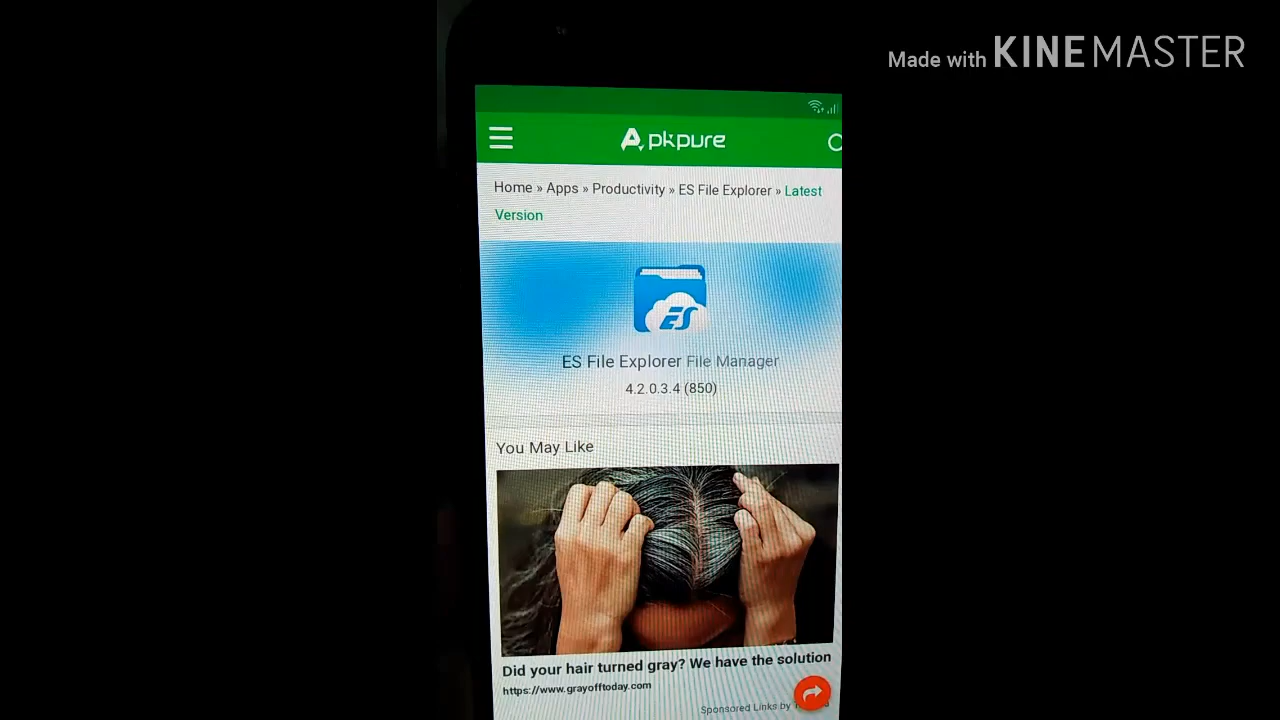 Made with KINEMASTER
Apkpure
Home » Apps » Productivity » ES File Explorer » Latest
Version
ES
ES File Explorer File Manager
4.2.0.3.4 (850)
You May Like
Did your hair turned gray? We have the solution
https://www.grayofftoday.com
Sponsored Links by